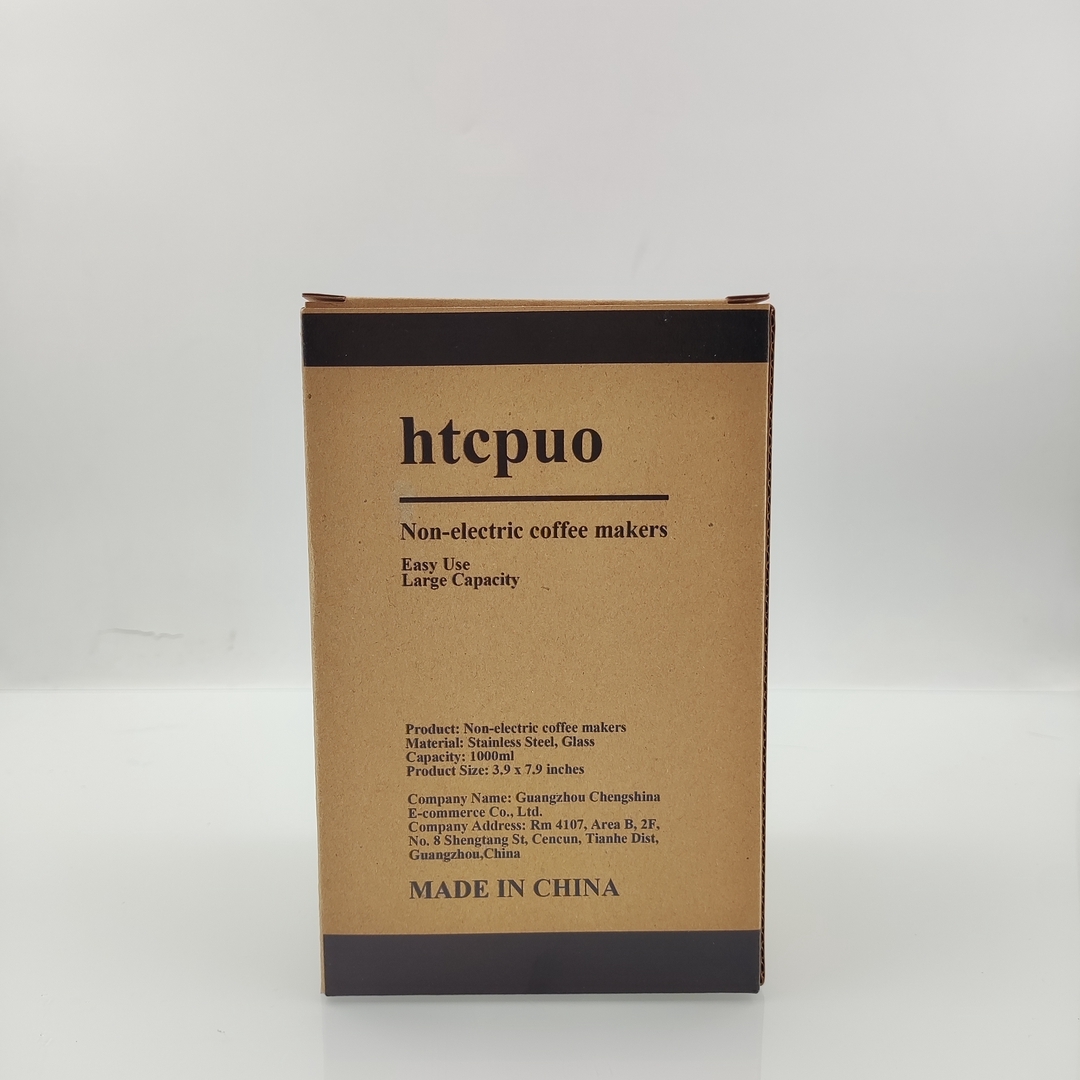 htcpuo
Non-electric coffee makers
Easy Use
Large Capacity
Product: Non-electric coffee makers
Material: Stainless Steel, Glass
Capacity: 1000ml
Product Size: 3.9 x 7.9 inches
Company Name: Guangzhou Chengshina
E-commerce Co., Ltd.
Company Address: Rm 4107, Area B, 2F,
No. 8 Shengtang St, Cencun, Tianhe Dist,
Guangzhou,China
MADE IN CHINA